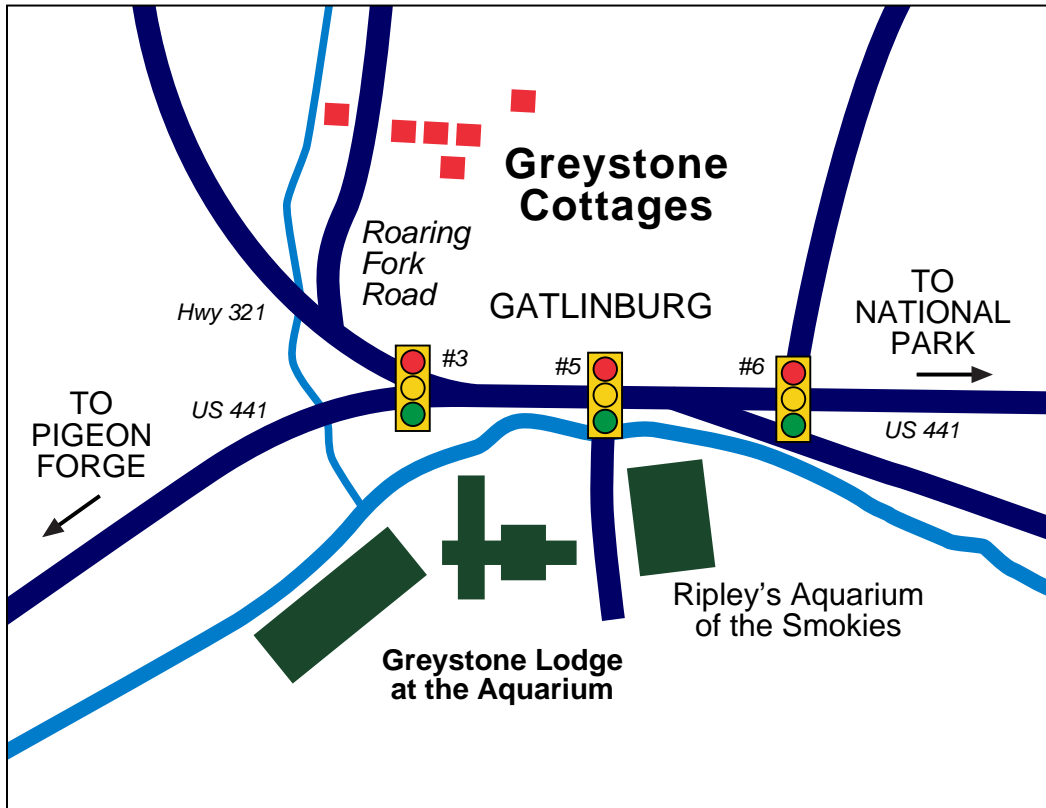 Greystone
Cottages
Roaring
Fork
Road
Hwy 321
GATLINBURG
TO
NATIONAL
PARK
#3
#5
#6
US 441
US 441
TO
PIGEON
FORGE
Ripley's Aquarium
of the Smokies
Greystone Lodge
at the Aquarium